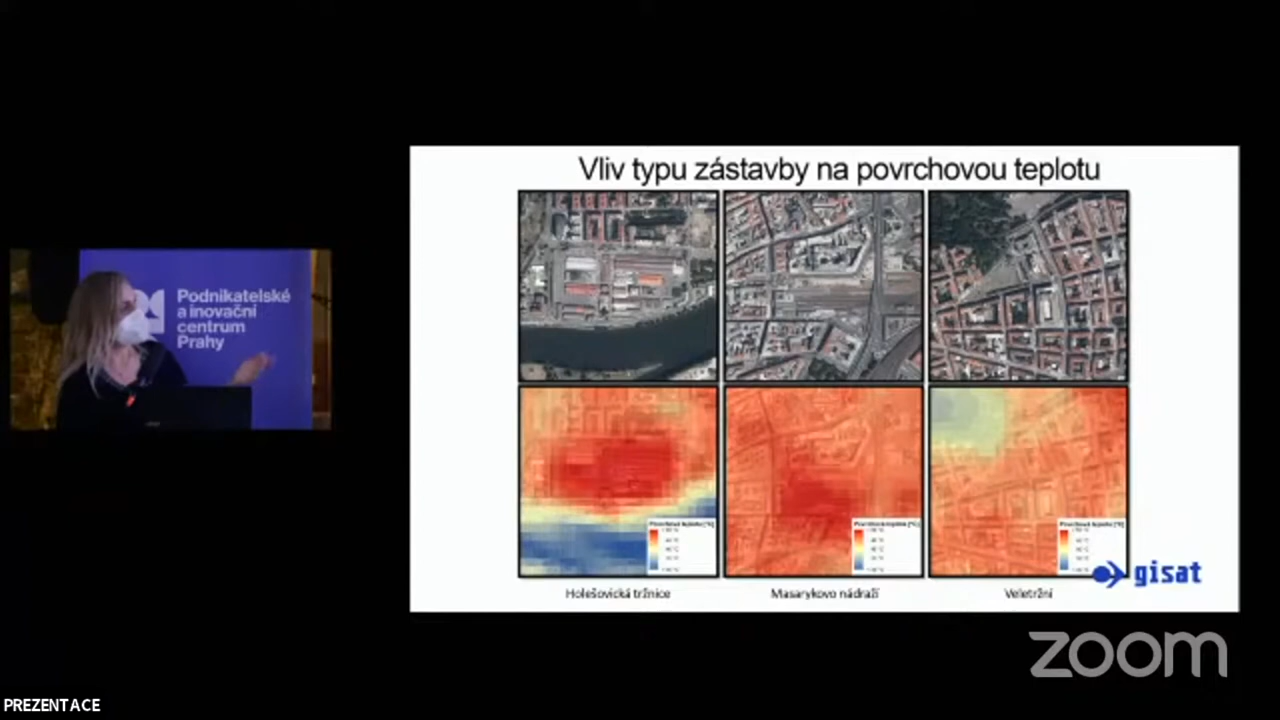 Vliv typu zástavby na povrchovou teplotu
Podnikatelské
a inovační
centrum
Prahy
Holešovická tržnice
Masarykovo nádraží
Veletržní
gisat
zoom
PREZENTACE